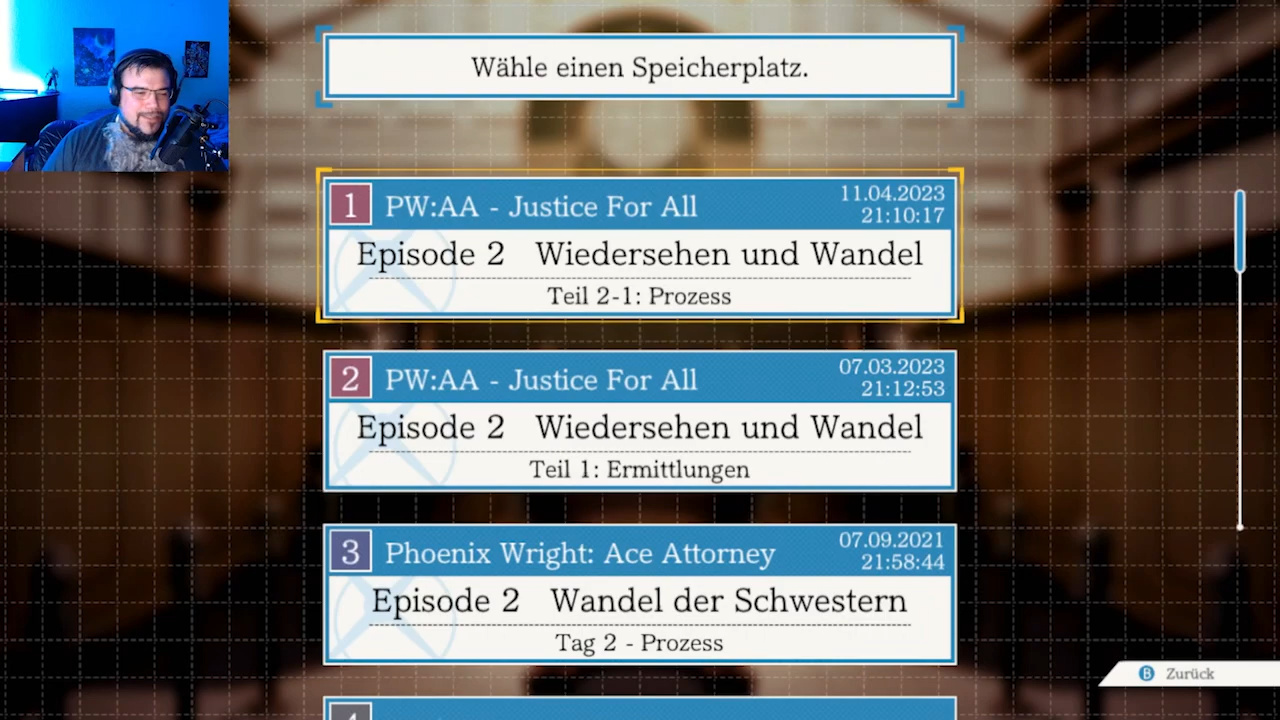 Wähle einen Speicherplatz.
1 PW:AA - Justice For All 11.04.2023
21:10:17
Episode 2 Wiedersehen und Wandel
Teil 2-1: Prozess
2 PW:AA - Justice For All 07.03.2023
21:12:53
Episode 2 Wiedersehen und Wandel
Teil 1: Ermittlungen
3 Phoenix Wright: Ace Attorney 07.09.2021
21:58:44
Episode 2 Wandel der Schwestern
Tag 2 - Prozess
B Zurück
4